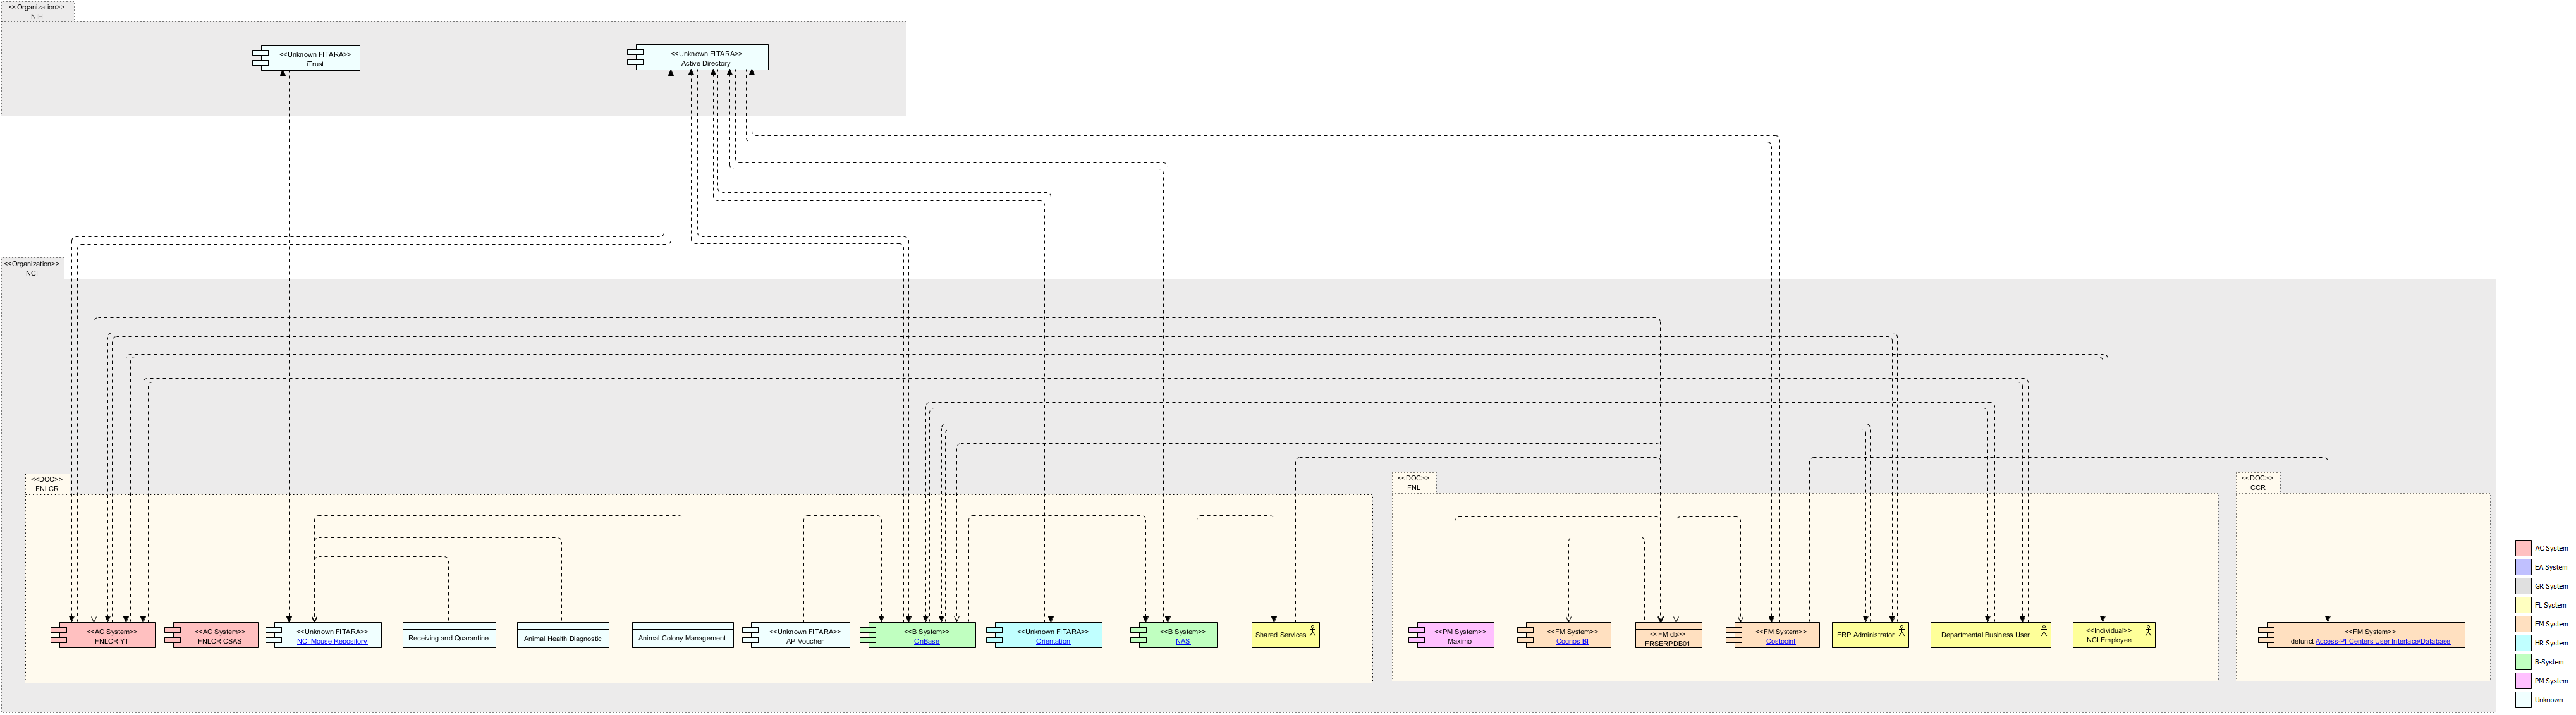 <<Organization>>
NIH
<<Unknown FITARA>>
iTrust
<<Unknown FITARA>>
Active Directory
<<Organization>>
NCI
<<DOC>>
FNLCR
<<AC System>>
FNLCR YT
<<AC System>>
FNLCR CSAS
<<Unknown FITARA>>
NCI Mouse Repository
Receiving and Quarantine
Animal Health Diagnostic
Animal Colony Management
<<Unknown FITARA>>
AP Voucher
<<B System>>
OnBase
<<Unknown FITARA>>
Orientation
<<B System>>
NAS
Shared Services
<<DOC>>
FNL
<<PM System>>
Maximo
<<FM System>>
Cognos BI
<<FM db>>
FRSERPDB01
<<FM System>>
Costpoint
ERP Administrator
Departmental Business User
<<Individual>>
NCI Employee
<<DOC>>
CCR
<<FM System>>
defunct Access-PI Centers User Interface/Database
AC System
EA System
GR System
FL System
FM System
HR System
B-System
PM System
Unknown